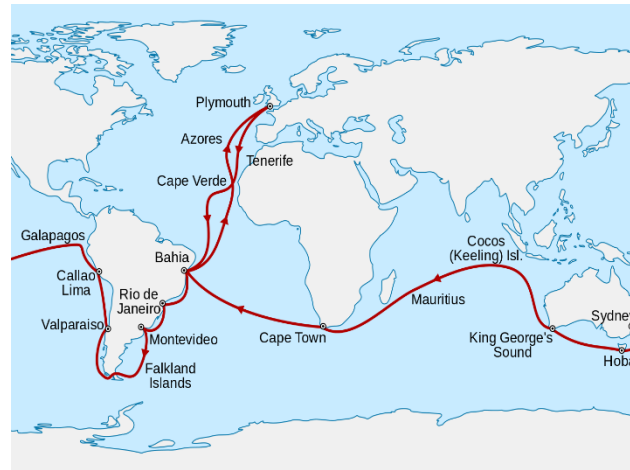 Plymouth
Azores
Tenerife
Cape Verde
Galapagos
Bahia
Cocos
(Keeling) Isl.
Callao
Lima
Rio de
Janeiro
Mauritius
Valparaiso
Montevideo
Cape Town
King George's
Sound
Sydney
Falkland
Islands
Hoba